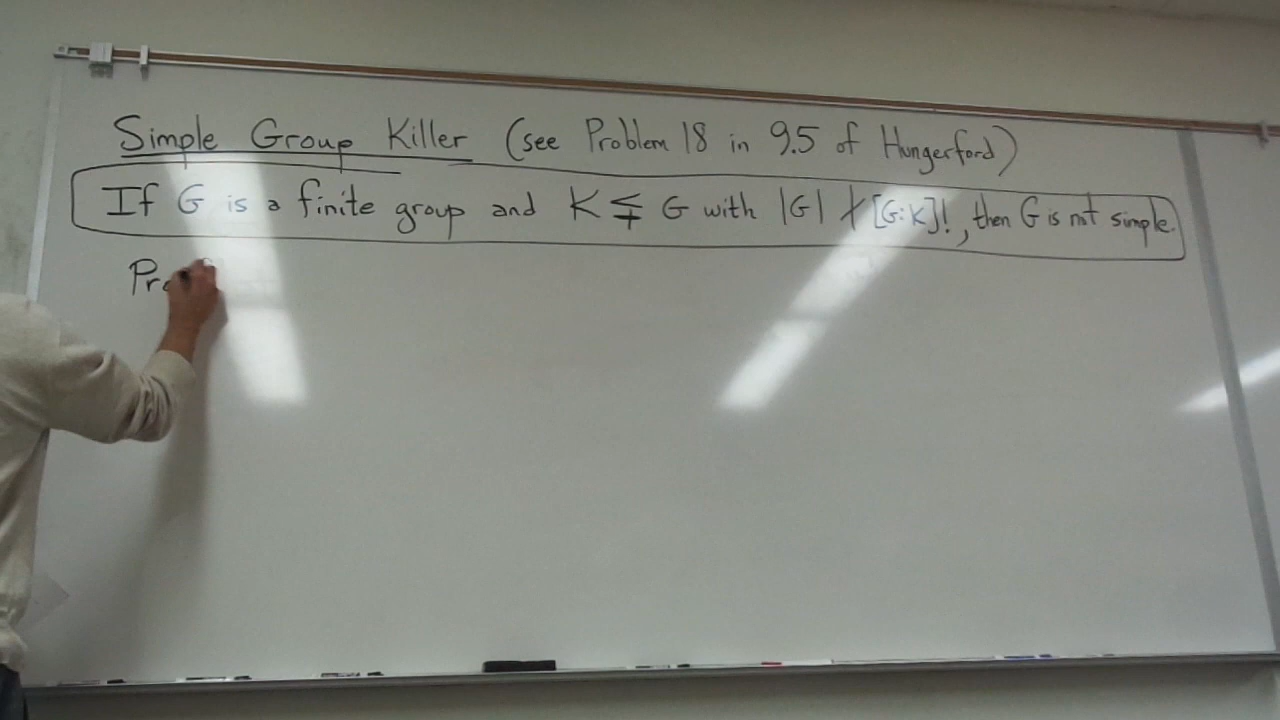 Simple Group Killer (see Problem 18 in 9.5 of Hungerford)
If G is a finite group and K ≨ G with |G| ∤ [G:K]!, then G is not simple.
Pro